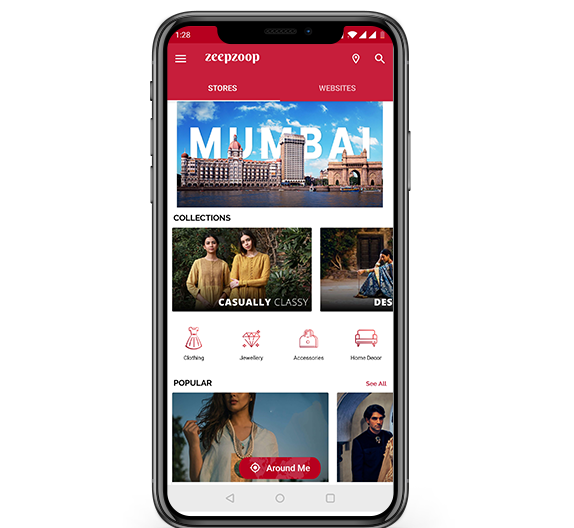 1:28
zeepzoop
STORES WEBSITES
MUMBAI
COLLECTIONS
CASUALLY CLASSY
DES
Clothing Jewellery Accessories Home Decor
POPULAR See All
Around Me